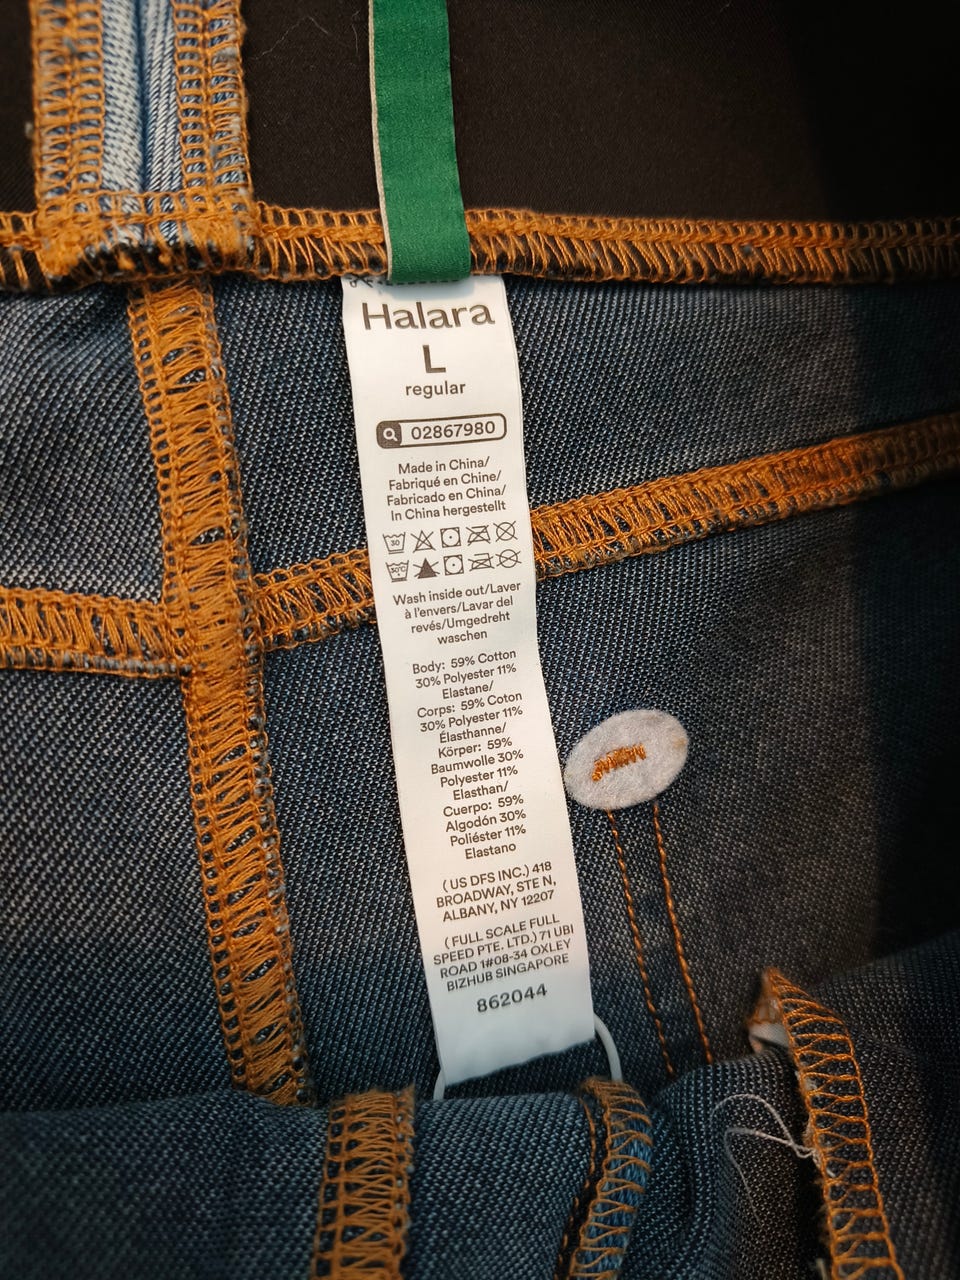 Halara
L
regular
02867980
Made in China/
Fabriqué en Chine/
Fabricado en China/
In China hergestellt
30
30°C
Wash inside out/Laver
à l'envers/Lavar del
revés/Umgedreht
waschen
Body: 59% Cotton
30% Polyester 11%
Elastane/
Corps: 59% Coton
30% Polyester 11%
Élasthanne/
Körper: 59%
Baumwolle 30%
Polyester 11%
Elasthan/
Cuerpo: 59%
Algodón 30%
Poliéster 11%
Elastano
( US DFS INC.) 418
BROADWAY, STE N,
ALBANY, NY 12207
( FULL SCALE FULL
SPEED PTE. LTD.) 71 UBI
ROAD 1#08-34 OXLEY
BIZHUB SINGAPORE
862044